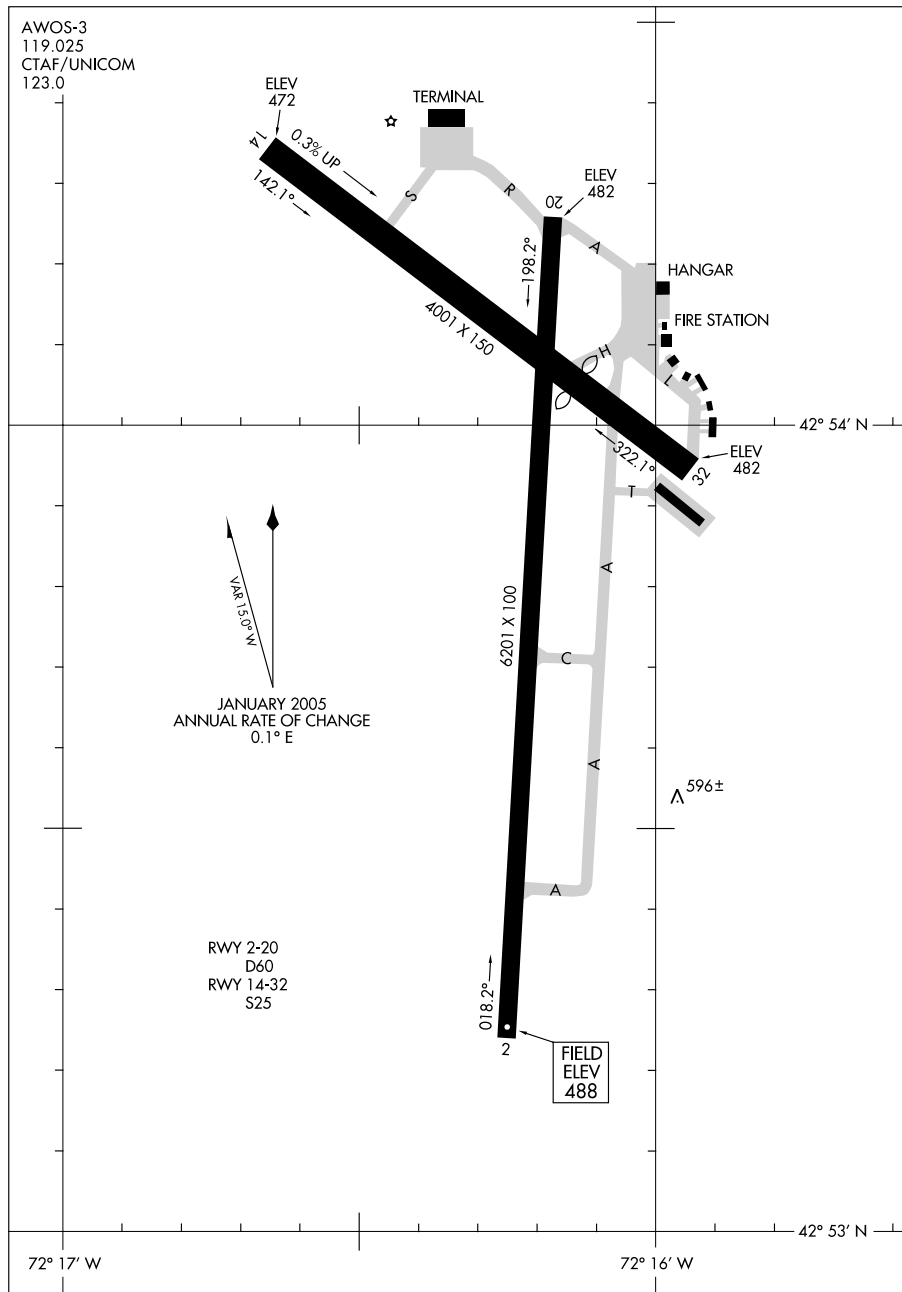 AWOS-3
119.025
CTAF/UNICOM
123.0
ELEV
472
TERMINAL
14
0.3% UP
142.1°
S
R
20
ELEV
482
A
198.2°
HANGAR
FIRE STATION
4001 X 150
H
L
42° 54' N
322.1°
ELEV
482
32
T
VAR 15.0° W
A
6201 X 100
C
JANUARY 2005
ANNUAL RATE OF CHANGE
0.1° E
A
596±
A
RWY 2-20
D60
RWY 14-32
S25
018.2°
2
FIELD
ELEV
488
42° 53' N
72° 17' W
72° 16' W